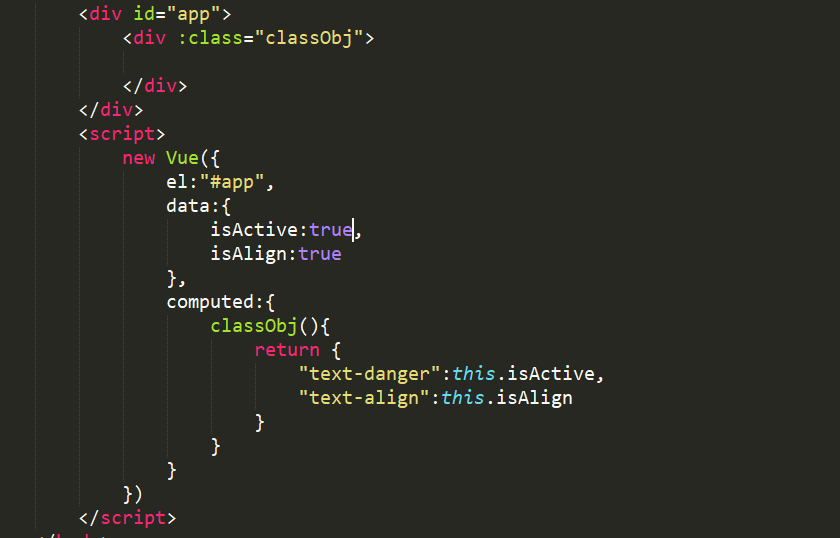 <div id="app">
    <div :class="classObj">

    </div>
</div>
<script>
    new Vue({
        el:"#app",
        data:{
            isActive:true,
            isAlign:true
        },
        computed:{
            classObj(){
                return {
                    "text-danger":this.isActive,
                    "text-align":this.isAlign
                }
            }
        }
    })
</script>